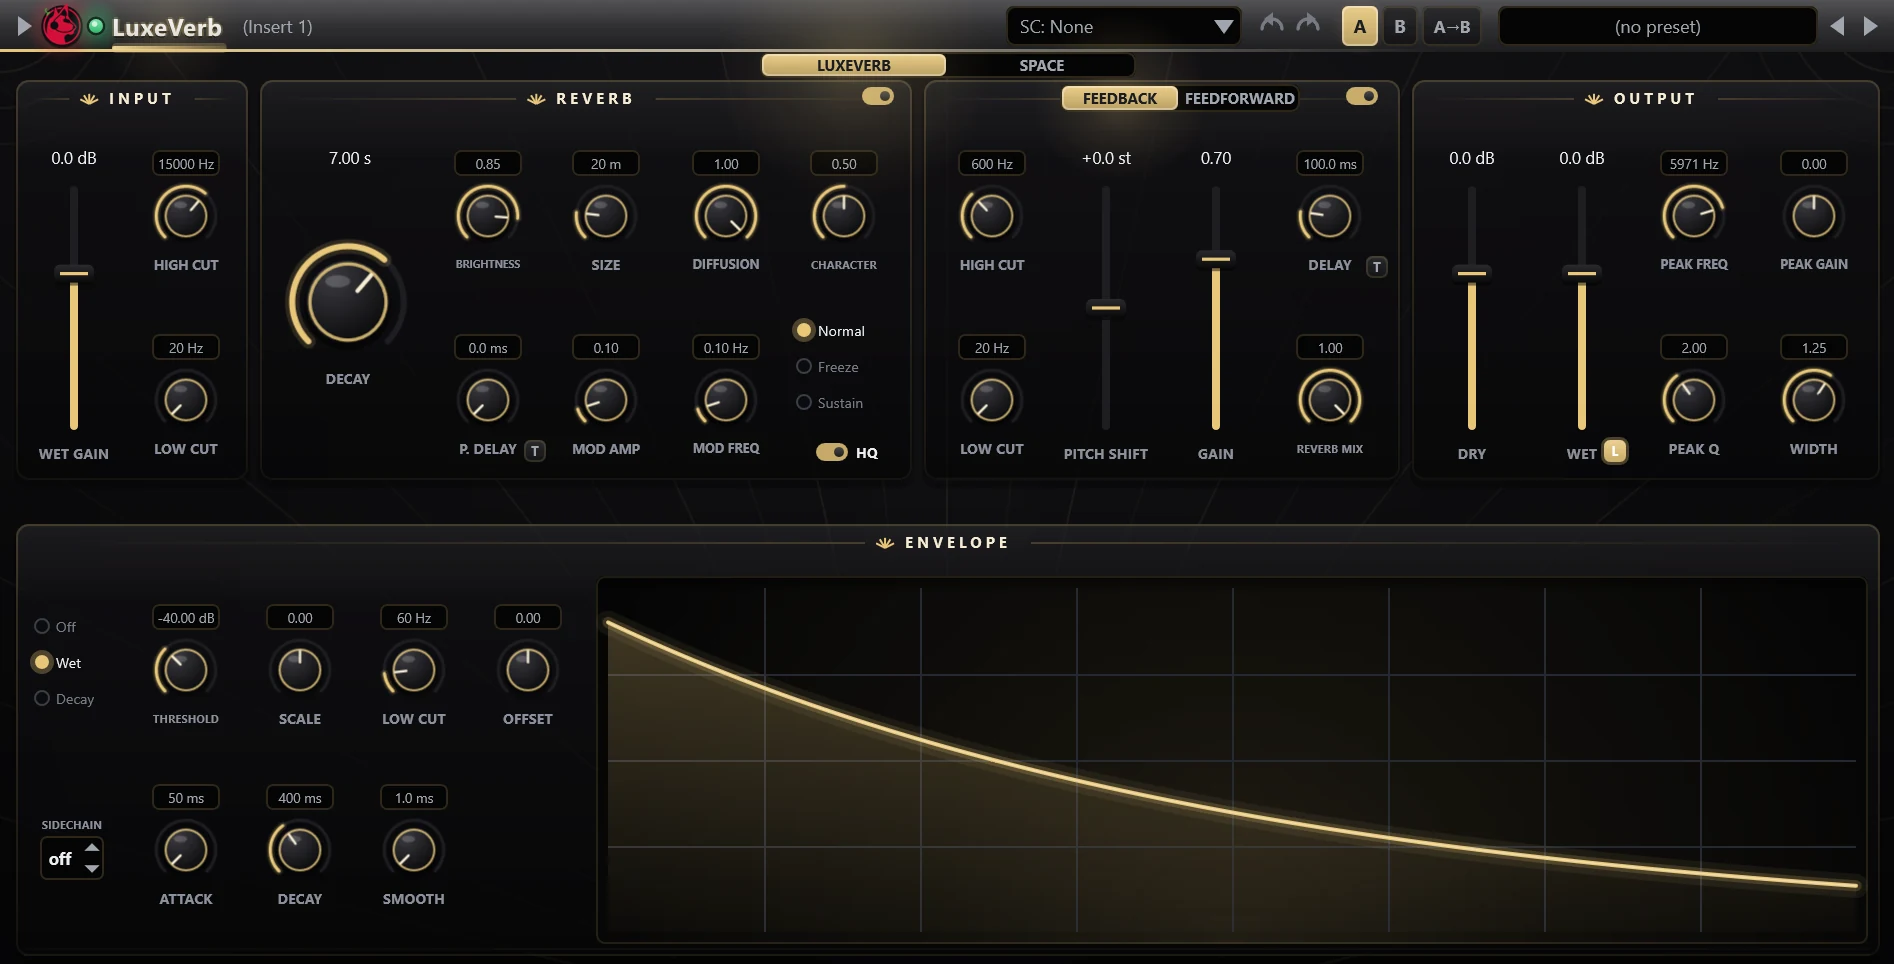 LuxeVerb (Insert 1) SC: None A B A→B (no preset)
LUXEVERB SPACE
INPUT
0.0 dB 15000 Hz
HIGH CUT
20 Hz
WET GAIN LOW CUT
REVERB
7.00 s 0.85 20 m 1.00 0.50
BRIGHTNESS SIZE DIFFUSION CHARACTER
DECAY
0.0 ms 0.10 0.10 Hz
P. DELAY T MOD AMP MOD FREQ
Normal
Freeze
Sustain
HQ
FEEDBACK FEEDFORWARD
600 Hz +0.0 st 0.70 100.0 ms
HIGH CUT DELAY T
20 Hz 1.00
LOW CUT PITCH SHIFT GAIN REVERB MIX
OUTPUT
0.0 dB 0.0 dB 5971 Hz 0.00
PEAK FREQ PEAK GAIN
2.00 1.25
DRY WET L PEAK Q WIDTH
ENVELOPE
Off
Wet
Decay
-40.00 dB 0.00 60 Hz 0.00
THRESHOLD SCALE LOW CUT OFFSET
SIDECHAIN
off
50 ms 400 ms 1.0 ms
ATTACK DECAY SMOOTH